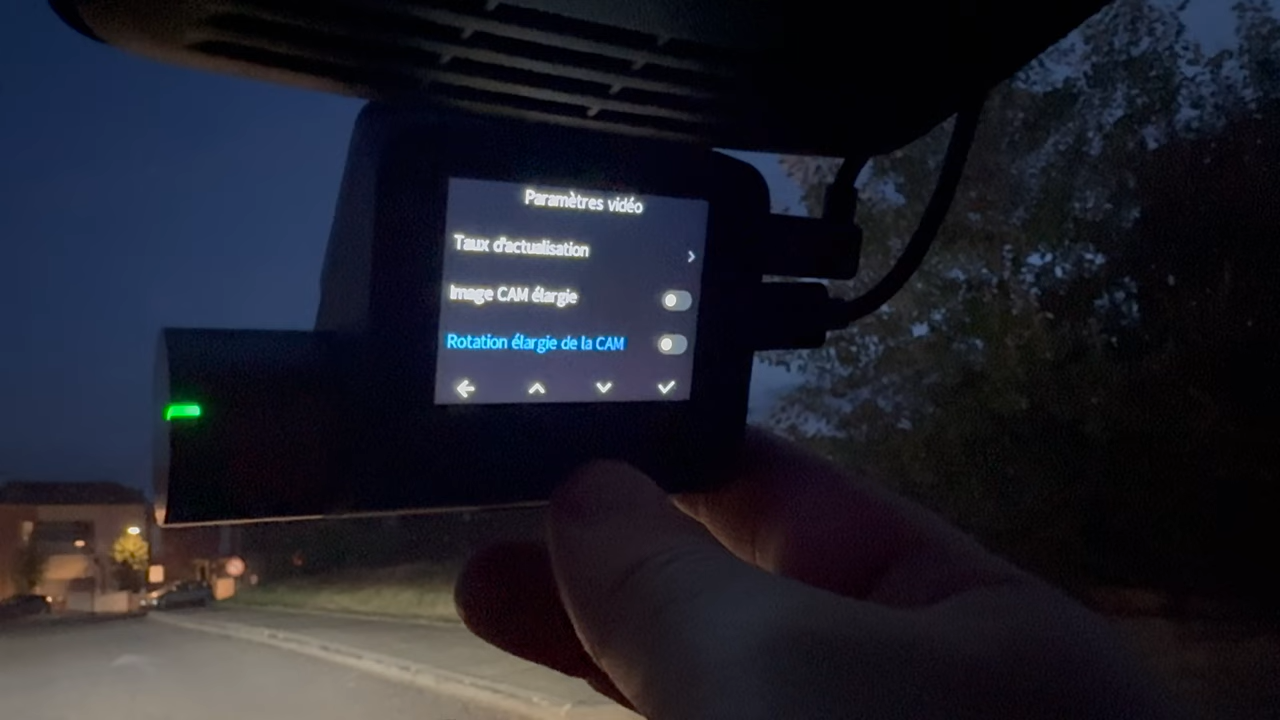 Paramètres vidéo
Taux d'actualisation
Image CAM élargie
Rotation élargie de la CAM